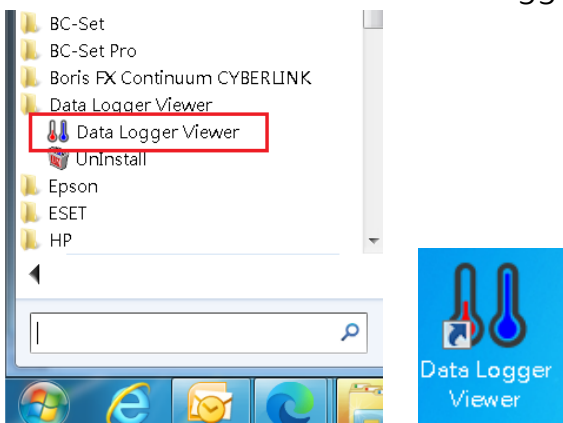 gg
BC-Set
BC-Set Pro
Boris FX Continuum CYBERLINK
Data Logger Viewer
Data Logger Viewer
UnInstall
Epson
ESET
HP
Data Logger
Viewer